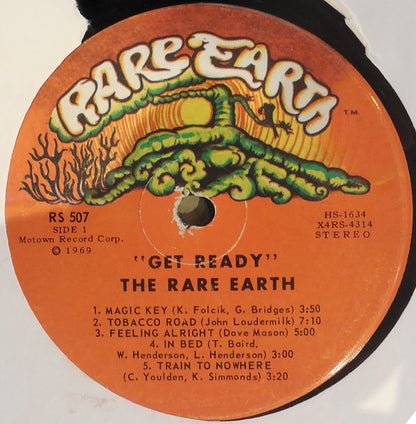 RARE EARTH
T.M.
RS 507
SIDE 1
Motown Record Corp.
© 1969
HS-1634
X4RS-4314
STEREO
"GET READY"
THE RARE EARTH
1. MAGIC KEY (K. Folcik, G. Bridges) 3:50
2. TOBACCO ROAD (John Loudermilk) 7:10
3. FEELING ALRIGHT (Dave Mason) 5:00
4. IN BED (T. Baird,
W. Henderson, L. Henderson) 3:00
5. TRAIN TO NOWHERE
(C. Youlden, K. Simmonds) 3:20